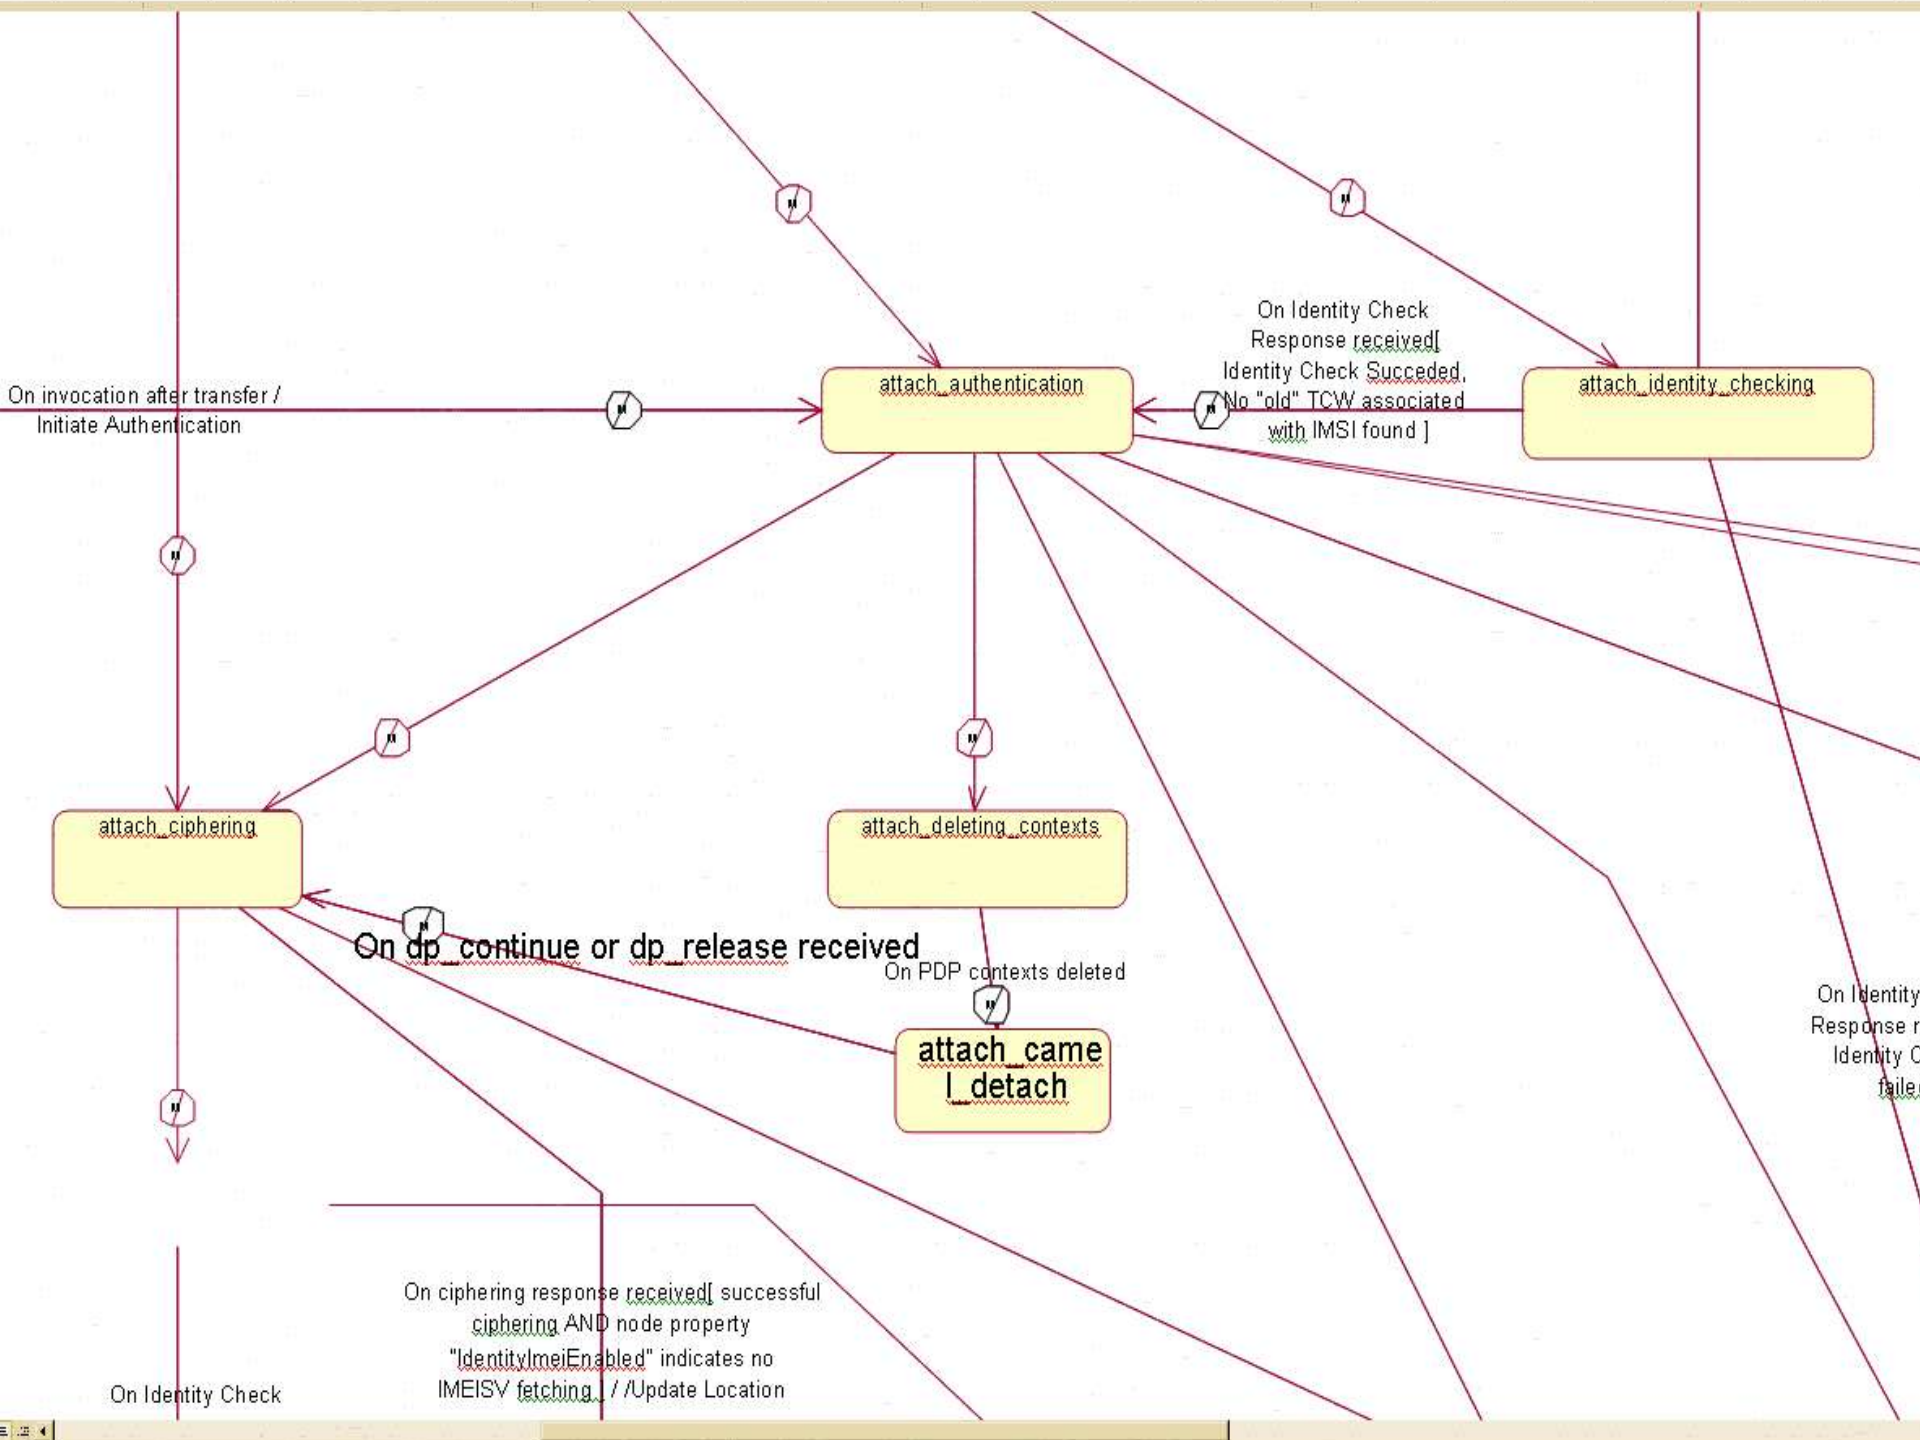 On Identity Check
Response received[
Identity Check Succeded,
No "old" TCW associated
with IMSI found ]
attach_authentication
attach_identity_checking
On invocation after transfer /
Initiate Authentication
attach_ciphering
attach_deleting_contexts
On dp_continue or dp_release received
On PDP contexts deleted
attach_came
l_detach
On Identity
Response r
Identity C
faile
On ciphering response received[ successful
ciphering AND node property
"IdentityImeiEnabled" indicates no
IMEISV fetching ] / /Update Location
On Identity Check